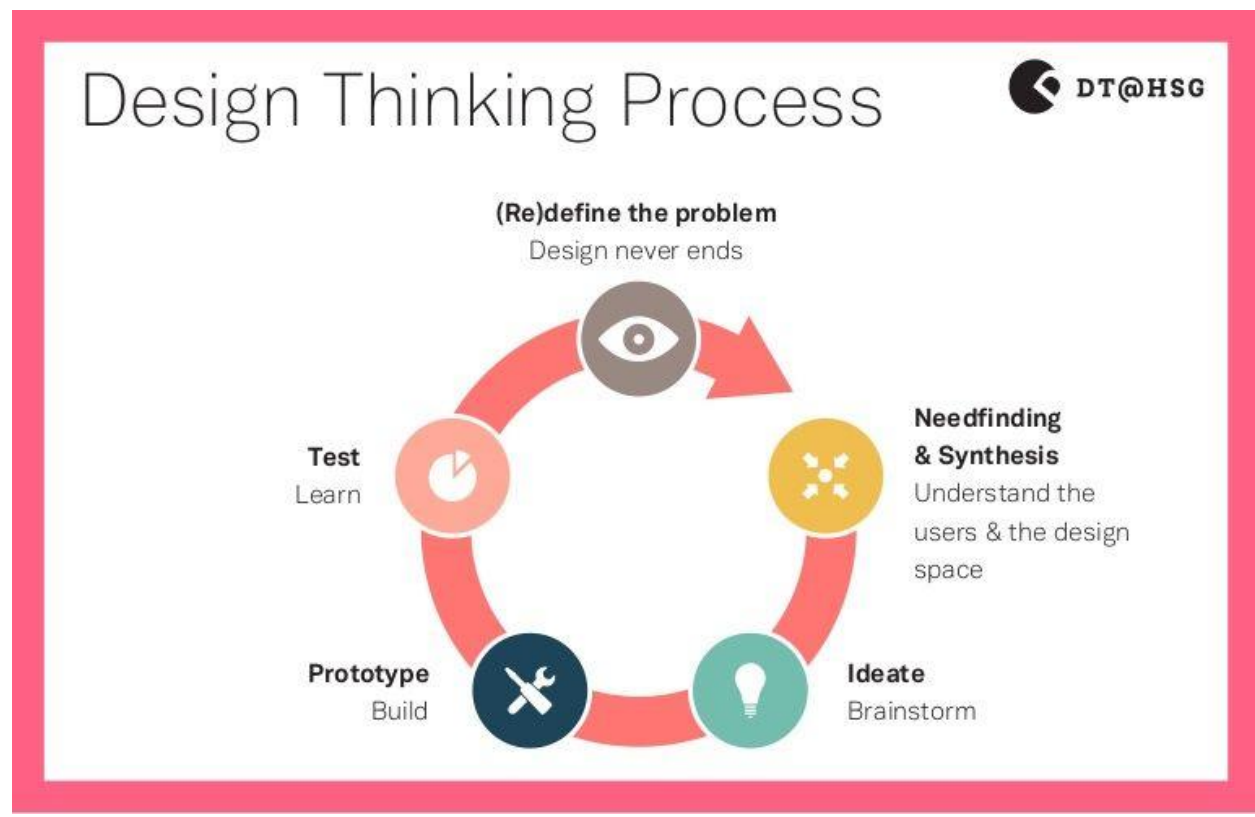 Design Thinking Process
DT@HSG
(Re)define the problem
Design never ends
Needfinding
& Synthesis
Understand the
users & the design
space
Ideate
Brainstorm
Prototype
Build
Test
Learn